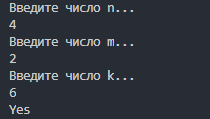 Введите число n...
4
Введите число m...
2
Введите число k...
6
Yes